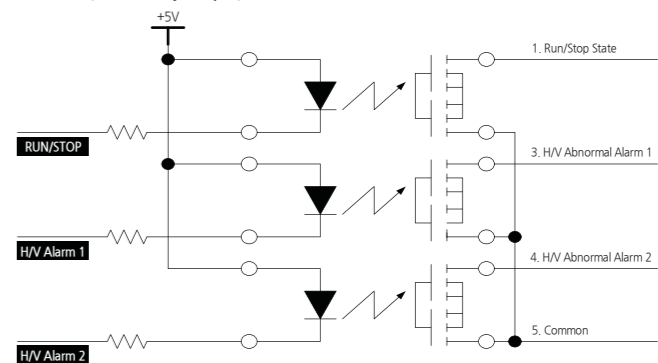 +5V
1. Run/Stop State
RUN/STOP
3. H/V Abnormal Alarm 1
H/V Alarm 1
4. H/V Abnormal Alarm 2
5. Common
H/V Alarm 2